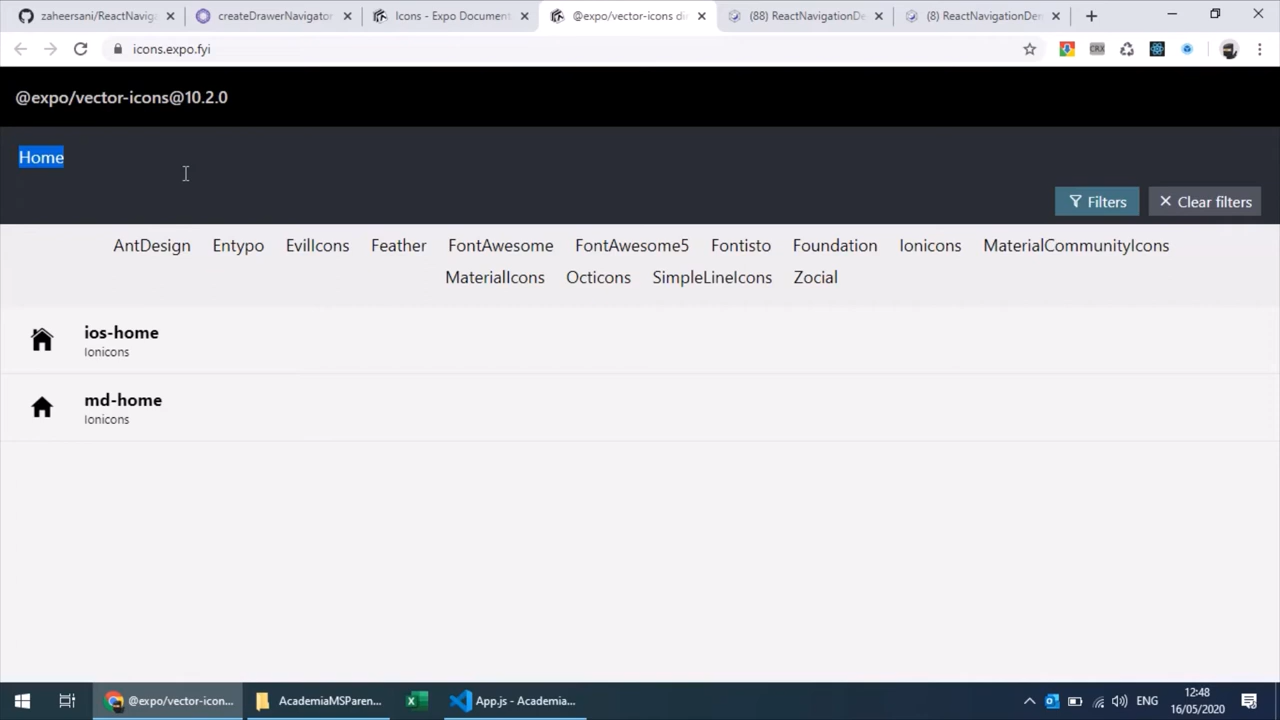 zaheersani/ReactNavig
createDrawerNavigator
Icons - Expo Document
@expo/vector-icons di
(88) ReactNavigationDe
(8) ReactNavigationDem
icons.expo.fyi
CRX
@expo/vector-icons@10.2.0
Home
Filters
Clear filters
AntDesign Entypo EvilIcons Feather FontAwesome FontAwesome5 Fontisto Foundation Ionicons MaterialCommunityIcons
MaterialIcons Octicons SimpleLineIcons Zocial
ios-home
Ionicons
md-home
Ionicons
@expo/vector-icon...
AcademiaMSParen...
App.js - Academia...
ENG
12:48
16/05/2020